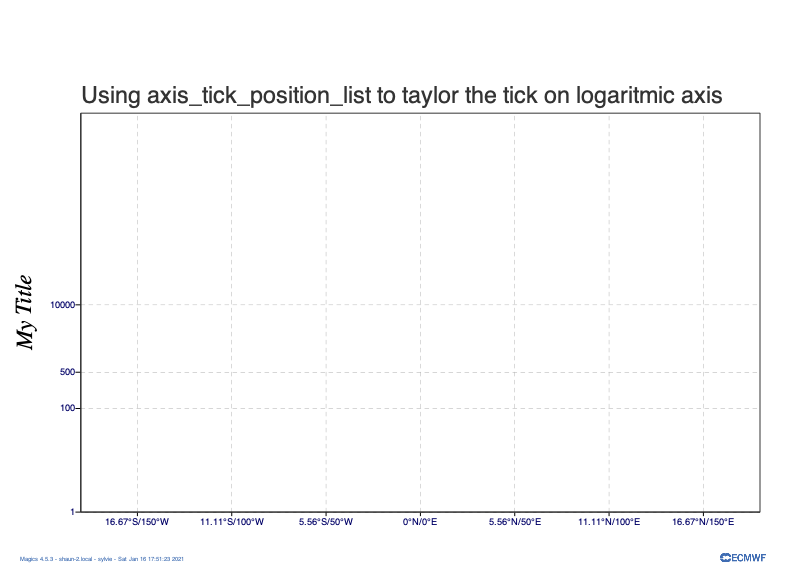 Using axis_tick_position_list to taylor the tick on logaritmic axis
My Title
10000
500
100
1
16.67°S/150°W 11.11°S/100°W 5.56°S/50°W 0°N/0°E 5.56°N/50°E 11.11°N/100°E 16.67°N/150°E
Magics 4.5.3 - shaun-2.local - sylvie - Sat Jan 16 17:51:23 2021 ECMWF